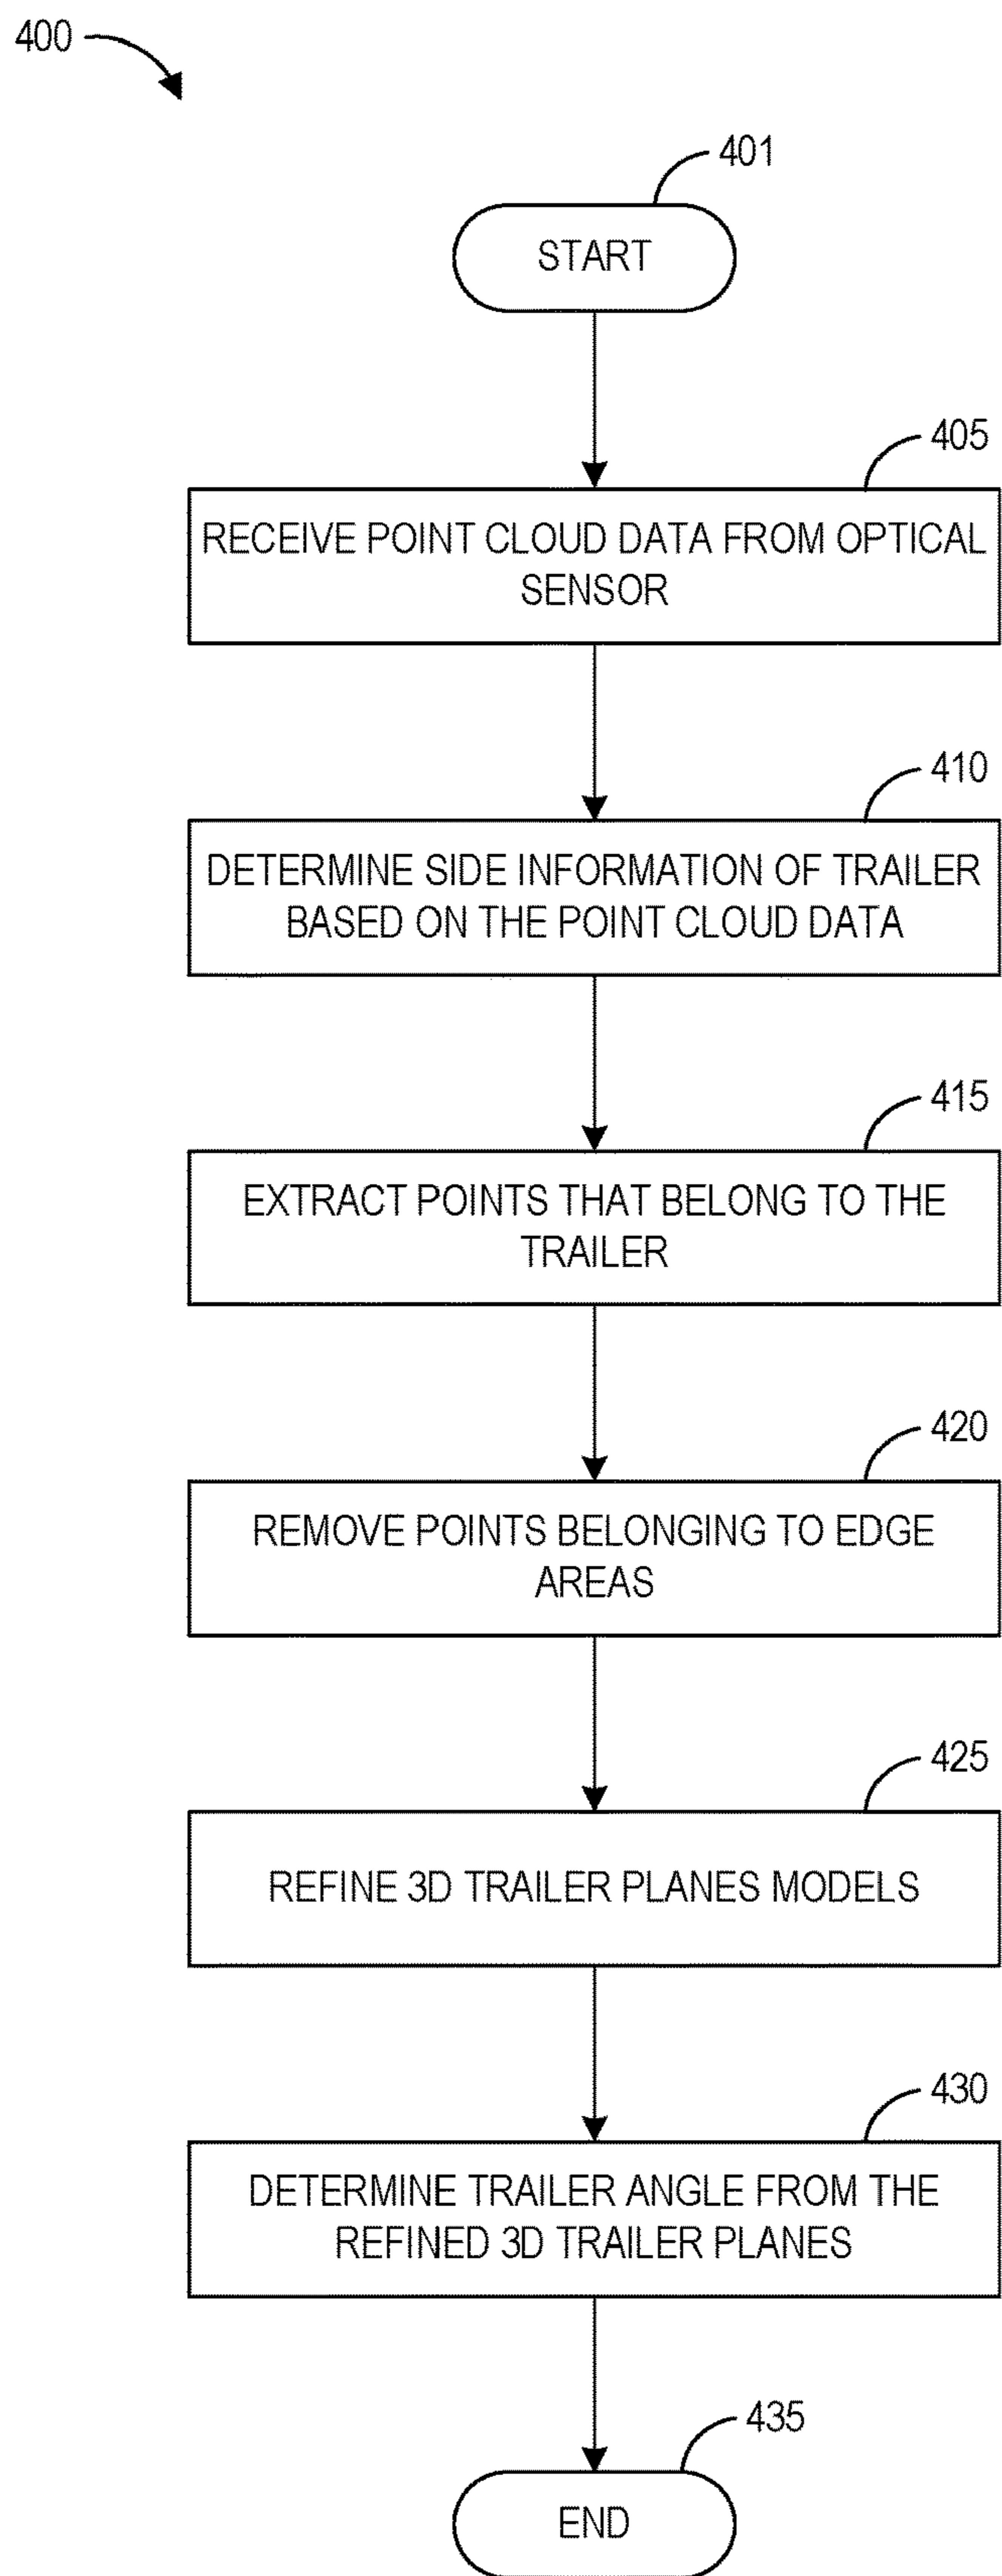 400
401
START
405
RECEIVE POINT CLOUD DATA FROM OPTICAL
SENSOR
410
DETERMINE SIDE INFORMATION OF TRAILER
BASED ON THE POINT CLOUD DATA
415
EXTRACT POINTS THAT BELONG TO THE
TRAILER
420
REMOVE POINTS BELONGING TO EDGE
AREAS
425
REFINE 3D TRAILER PLANES MODELS
430
DETERMINE TRAILER ANGLE FROM THE
REFINED 3D TRAILER PLANES
435
END